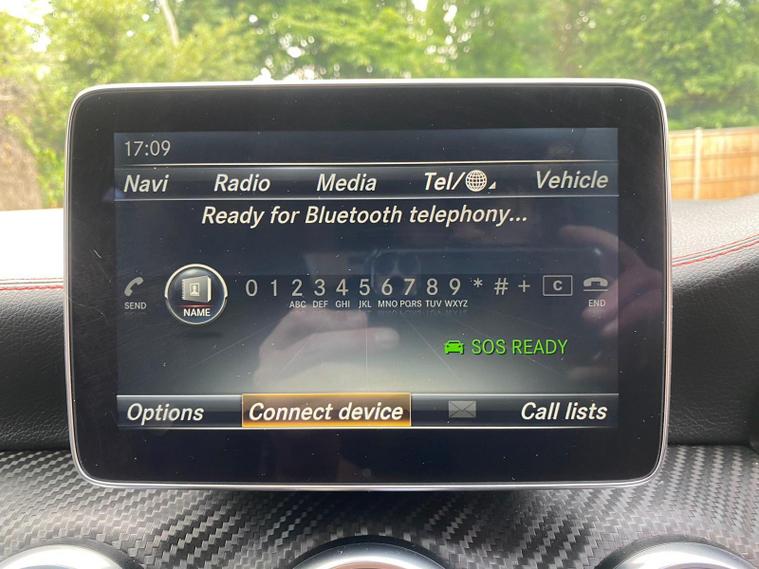 17:09
Navi Radio Media Tel/ Vehicle
Ready for Bluetooth telephony...
SEND NAME 0 1 2 3 4 5 6 7 8 9 * # + C END
ABC DEF GHI JKL MNO PQRS TUV WXYZ
SOS READY
Options Connect device Call lists